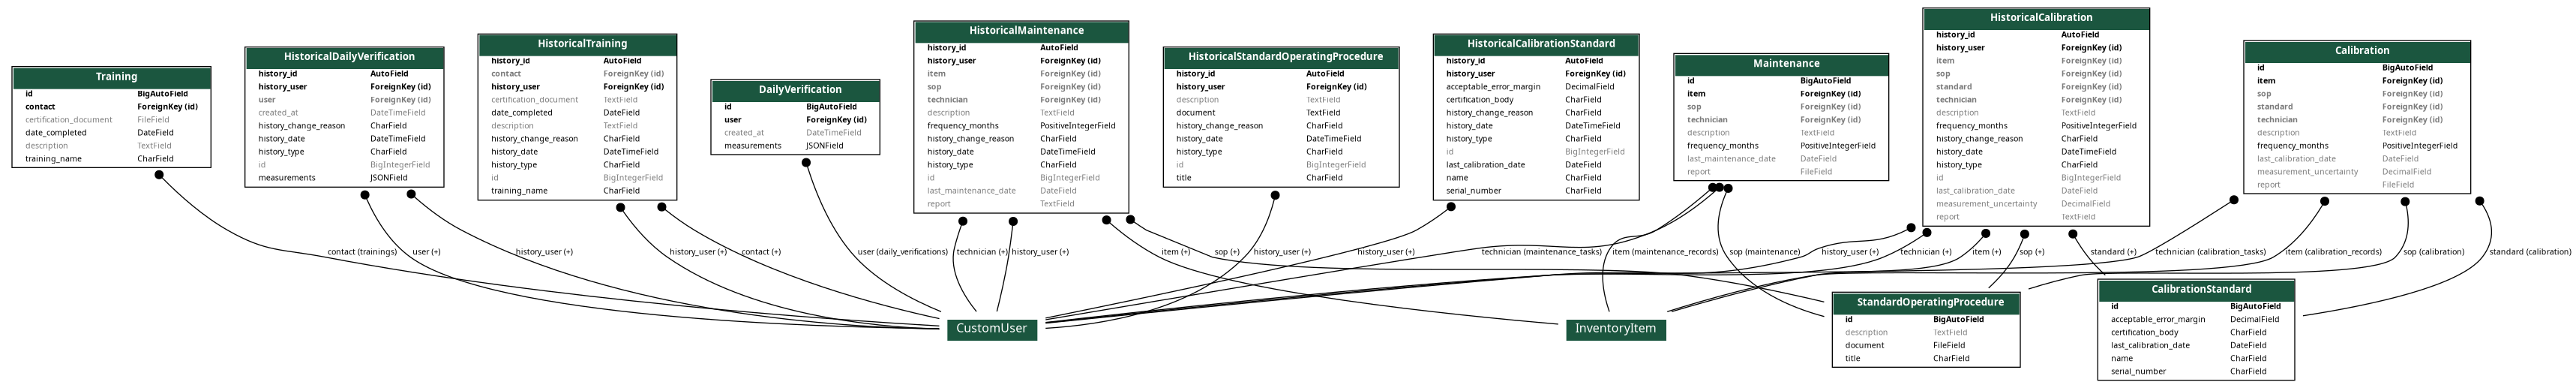 Training
id BigAutoField
contact ForeignKey (id)
certification_document FileField
date_completed DateField
description TextField
training_name CharField
HistoricalDailyVerification
history_id AutoField
history_user ForeignKey (id)
user ForeignKey (id)
created_at DateTimeField
history_change_reason CharField
history_date DateTimeField
history_type CharField
id BigIntegerField
measurements JSONField
HistoricalTraining
history_id AutoField
contact ForeignKey (id)
history_user ForeignKey (id)
certification_document TextField
date_completed DateField
description TextField
history_change_reason CharField
history_date DateTimeField
history_type CharField
id BigIntegerField
training_name CharField
DailyVerification
id BigAutoField
user ForeignKey (id)
created_at DateTimeField
measurements JSONField
HistoricalMaintenance
history_id AutoField
history_user ForeignKey (id)
item ForeignKey (id)
sop ForeignKey (id)
technician ForeignKey (id)
description TextField
frequency_months PositiveIntegerField
history_change_reason CharField
history_date DateTimeField
history_type CharField
id BigIntegerField
last_maintenance_date DateField
report TextField
HistoricalStandardOperatingProcedure
history_id AutoField
history_user ForeignKey (id)
description TextField
document TextField
history_change_reason CharField
history_date DateTimeField
history_type CharField
id BigIntegerField
title CharField
HistoricalCalibrationStandard
history_id AutoField
history_user ForeignKey (id)
acceptable_error_margin DecimalField
certification_body CharField
history_change_reason CharField
history_date DateTimeField
history_type CharField
id BigIntegerField
last_calibration_date DateField
name CharField
serial_number CharField
Maintenance
id BigAutoField
item ForeignKey (id)
sop ForeignKey (id)
technician ForeignKey (id)
description TextField
frequency_months PositiveIntegerField
last_maintenance_date DateField
report FileField
HistoricalCalibration
history_id AutoField
history_user ForeignKey (id)
item ForeignKey (id)
sop ForeignKey (id)
standard ForeignKey (id)
technician ForeignKey (id)
description TextField
frequency_months PositiveIntegerField
history_change_reason CharField
history_date DateTimeField
history_type CharField
id BigIntegerField
last_calibration_date DateField
measurement_uncertainty DecimalField
report TextField
Calibration
id BigAutoField
item ForeignKey (id)
sop ForeignKey (id)
standard ForeignKey (id)
technician ForeignKey (id)
description TextField
frequency_months PositiveIntegerField
last_calibration_date DateField
measurement_uncertainty DecimalField
report FileField
contact (trainings)
user (+)
history_user (+)
history_user (+)
contact (+)
user (daily_verifications)
technician (+)
history_user (+)
item (+)
sop (+)
history_user (+)
history_user (+)
technician (maintenance_tasks)
item (maintenance_records)
sop (maintenance)
history_user (+)
technician (+)
item (+)
sop (+)
standard (+)
technician (calibration_tasks)
item (calibration_records)
sop (calibration)
standard (calibration)
CustomUser
InventoryItem
StandardOperatingProcedure
id BigAutoField
description TextField
document FileField
title CharField
CalibrationStandard
id BigAutoField
acceptable_error_margin DecimalField
certification_body CharField
last_calibration_date DateField
name CharField
serial_number CharField